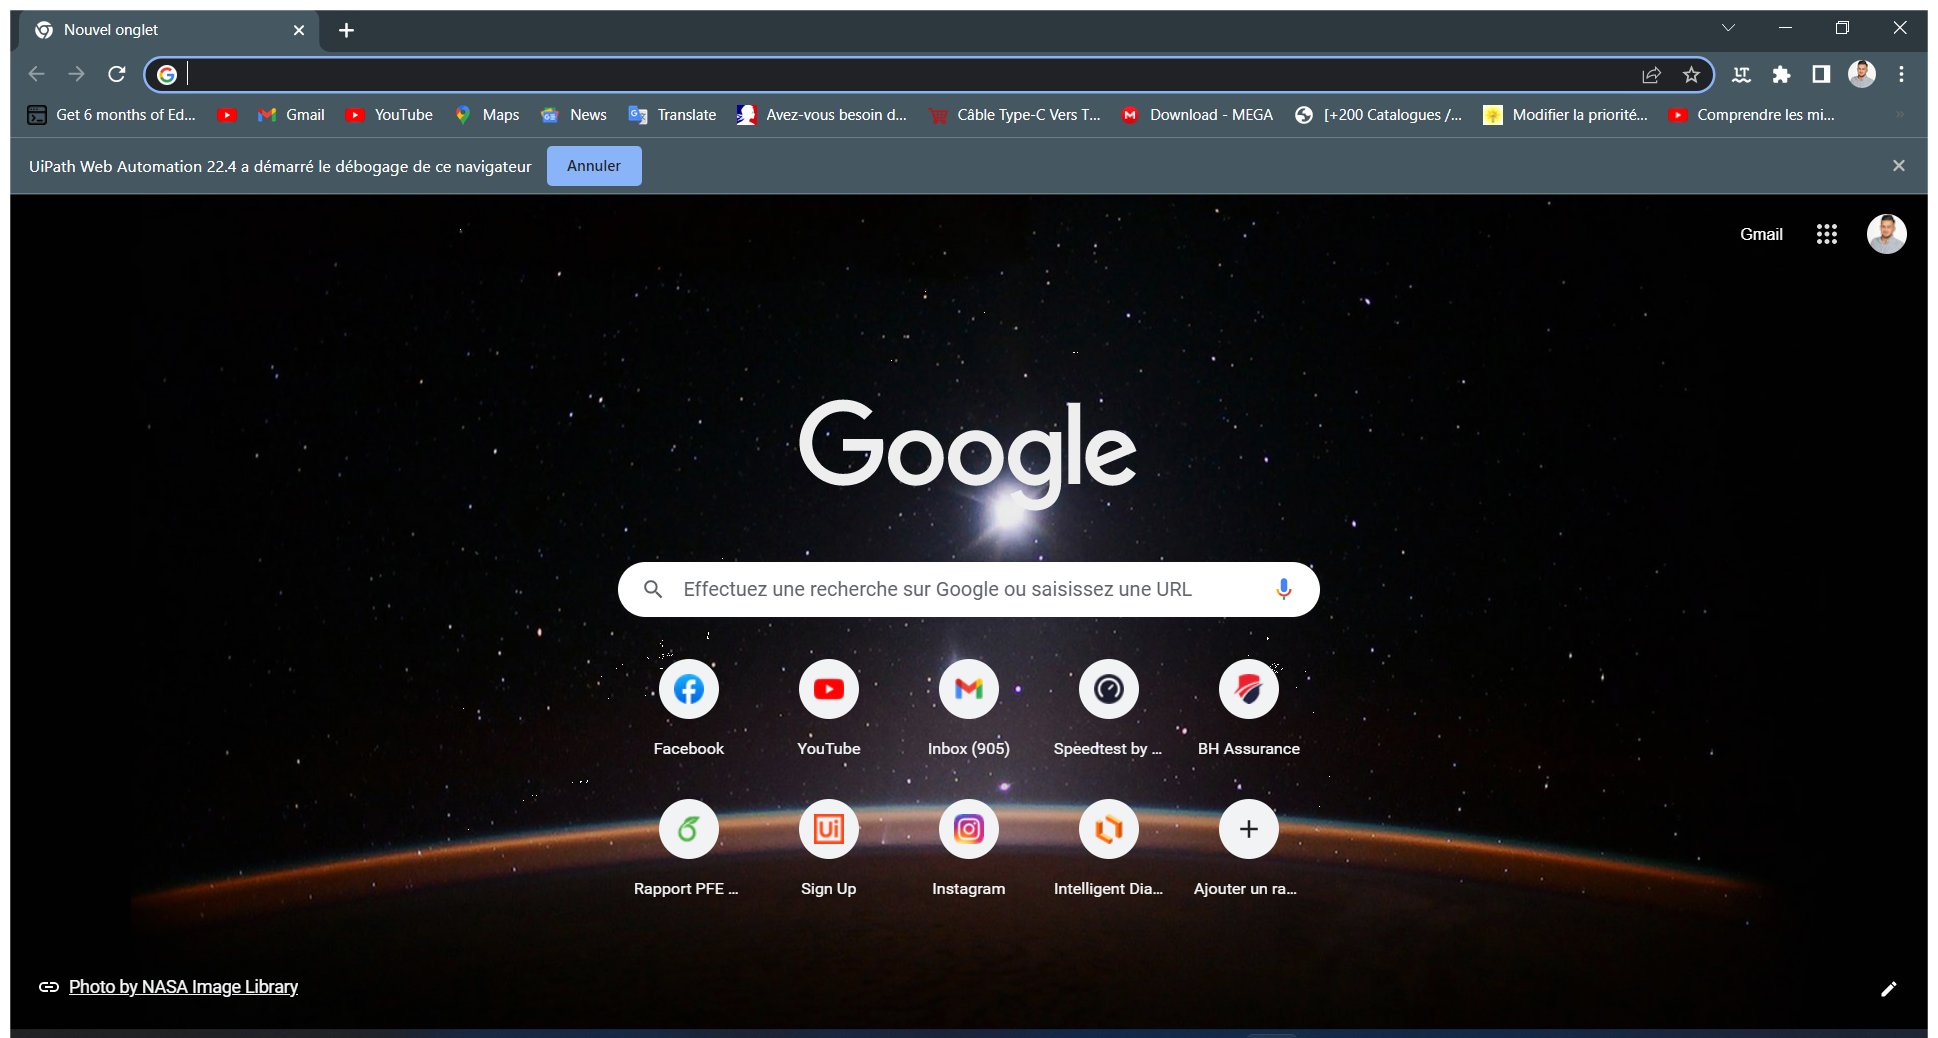 Nouvel onglet
Get 6 months of Ed... Gmail YouTube Maps News Translate Avez-vous besoin d... Câble Type-C Vers T... Download - MEGA [+200 Catalogues /... Modifier la priorité... Comprendre les mi...
UiPath Web Automation 22.4 a démarré le débogage de ce navigateur Annuler
Gmail
Google
Effectuez une recherche sur Google ou saisissez une URL
Facebook YouTube Inbox (905) Speedtest by ... BH Assurance
Rapport PFE ... Sign Up Instagram Intelligent Dia... Ajouter un ra...
Photo by NASA Image Library